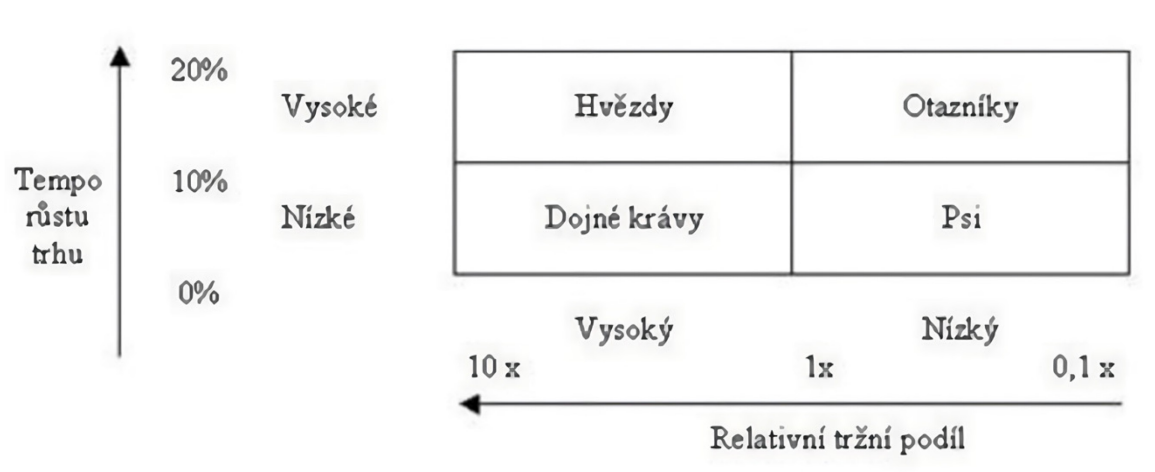 20%
Vysoké
Hvězdy
Otazníky
Tempo
růstu
trhu
10%
Nízké
Dojné krávy
Psi
0%
Vysoký
Nízký
10 x
1x
0,1 x
Relativní tržní podíl